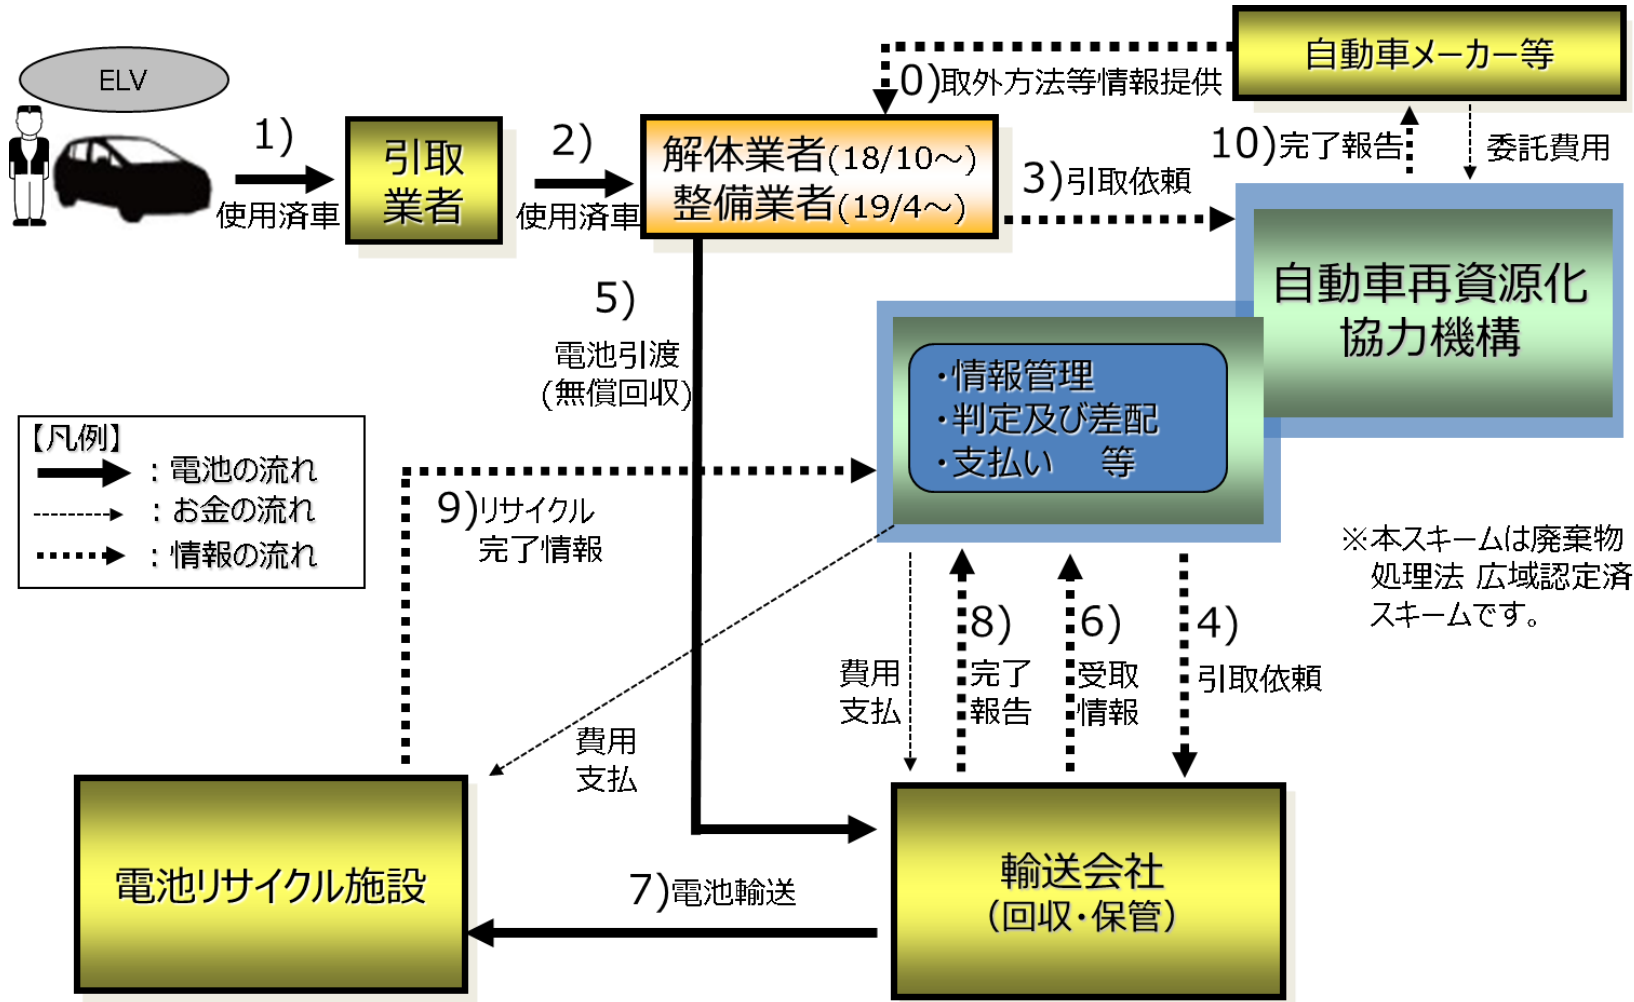 ELV
1)
使用済車
引取
業者
2)
使用済車
0)取外方法等情報提供
自動車メーカー等
解体業者(18/10～)
整備業者(19/4～)
3)引取依頼
10)完了報告
委託費用
自動車再資源化
協力機構
・情報管理
・判定及び差配
・支払い 等
5)
電池引渡
(無償回収)
【凡例】
：電池の流れ
：お金の流れ
：情報の流れ
9)リサイクル
完了情報
※本スキームは廃棄物
処理法 広域認定済
スキームです。
費用
支払
費用
支払
8)
完了
報告
6)
受取
情報
4)
引取依頼
電池リサイクル施設
7)電池輸送
輸送会社
（回収・保管）